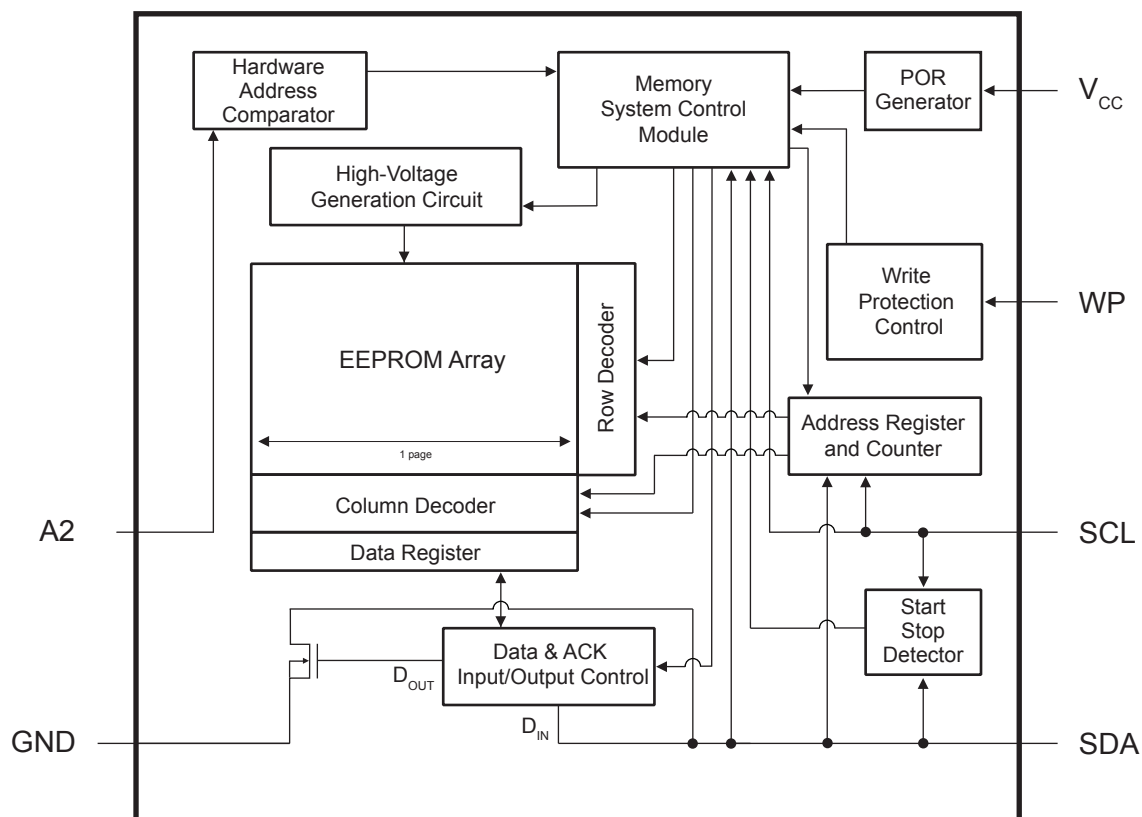 Hardware
Address
Comparator
Memory
System Control
Module
POR
Generator
VCC
High-Voltage
Generation Circuit
Write
Protection
Control
WP
EEPROM Array
Row Decoder
1 page
Address Register
and Counter
Column Decoder
A2
SCL
Data Register
Start
Stop
Detector
Data & ACK
Input/Output Control
DOUT
DIN
GND
SDA